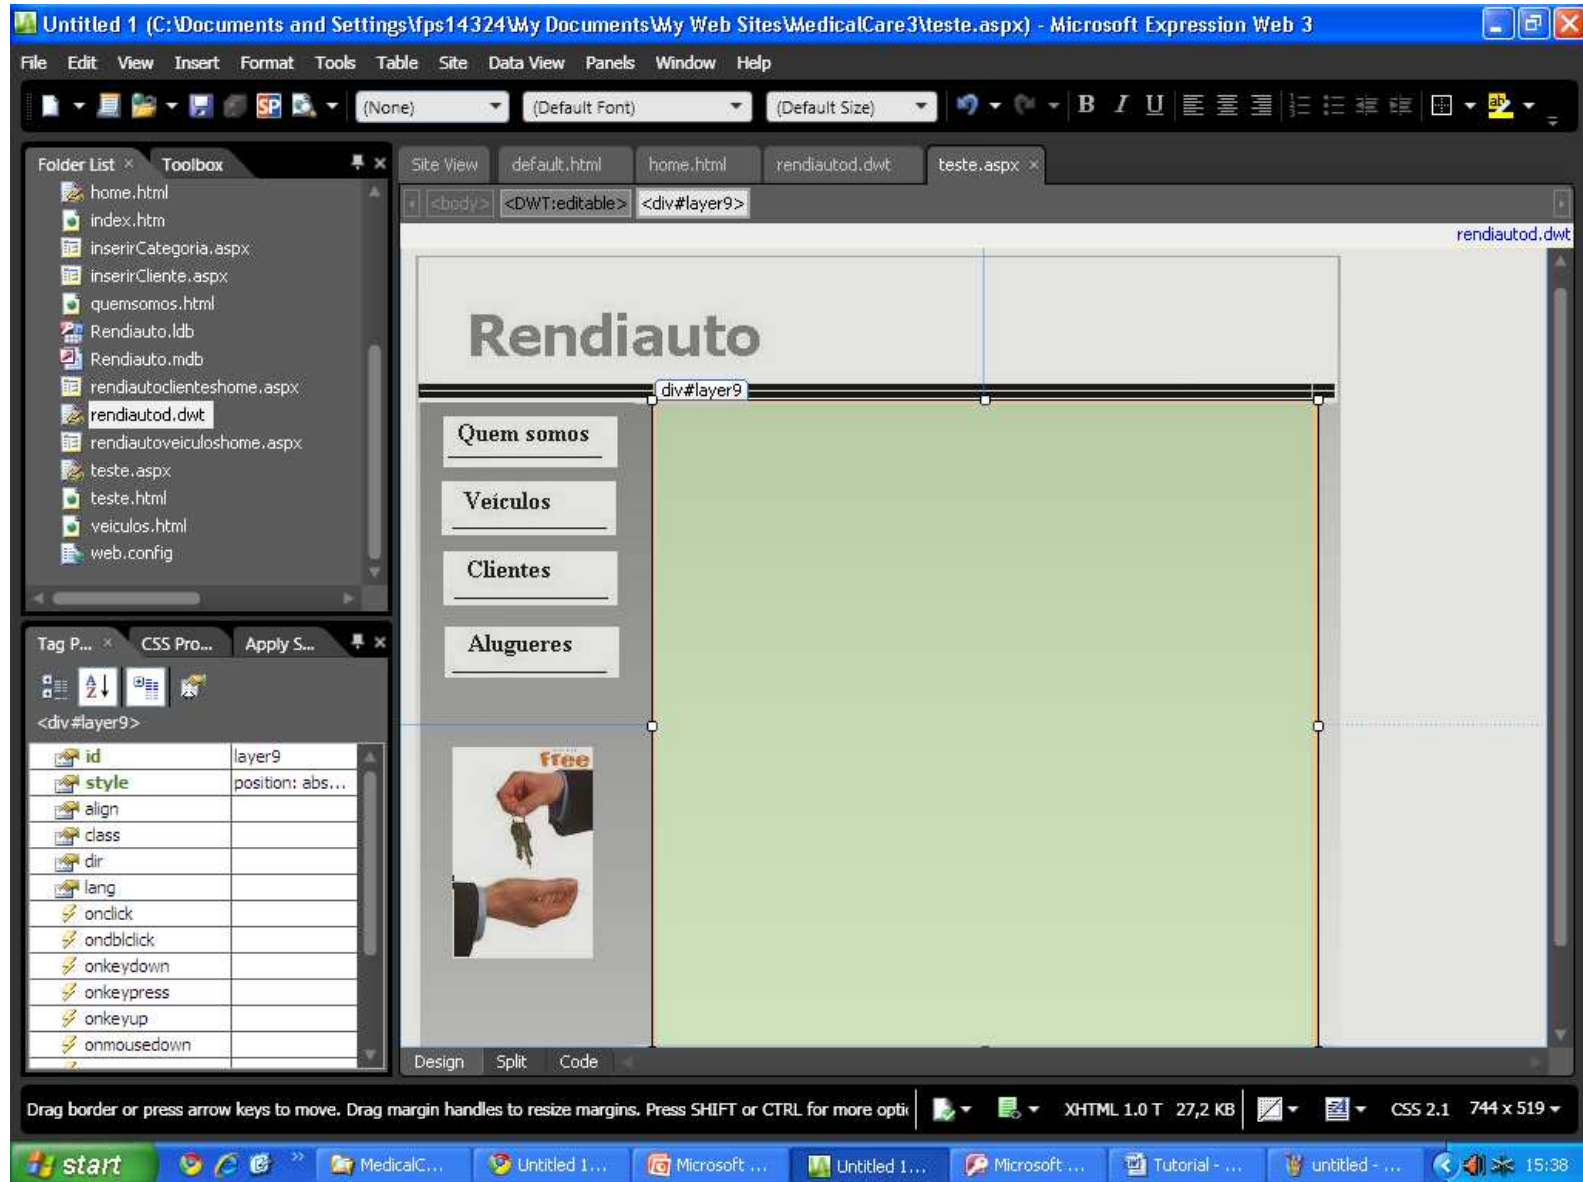 Untitled 1 (C:\Documents and Settings\fps14324\My Documents\My Web Sites\MedicalCare3\teste.aspx) - Microsoft Expression Web 3
File Edit View Insert Format Tools Table Site Data View Panels Window Help
SP (None) (Default Font) (Default Size) B I U ab
Folder List Toolbox
home.html
index.htm
inserirCategoria.aspx
inserirCliente.aspx
quemsomos.html
Rendiauto.ldb
Rendiauto.mdb
rendiautoclienteshome.aspx
rendiautod.dwt
rendiautoveiculoshome.aspx
teste.aspx
teste.html
veiculos.html
web.config
Tag P... CSS Pro... Apply S...
<div#layer9>
id layer9
style position: abs...
align
class
dir
lang
onclick
ondblclick
onkeydown
onkeypress
onkeyup
onmousedown
Site View default.html home.html rendiautod.dwt teste.aspx
<body> <DWT:editable> <div#layer9>
rendiautod.dwt
Rendiauto
div#layer9
Quem somos
Veículos
Clientes
Alugueres
free
Design Split Code
Drag border or press arrow keys to move. Drag margin handles to resize margins. Press SHIFT or CTRL for more optic XHTML 1.0 T 27,2 KB CSS 2.1 744 x 519
start MedicalC... Untitled 1... Microsoft ... Untitled 1... Microsoft ... Tutorial - ... untitled - ... 15:38